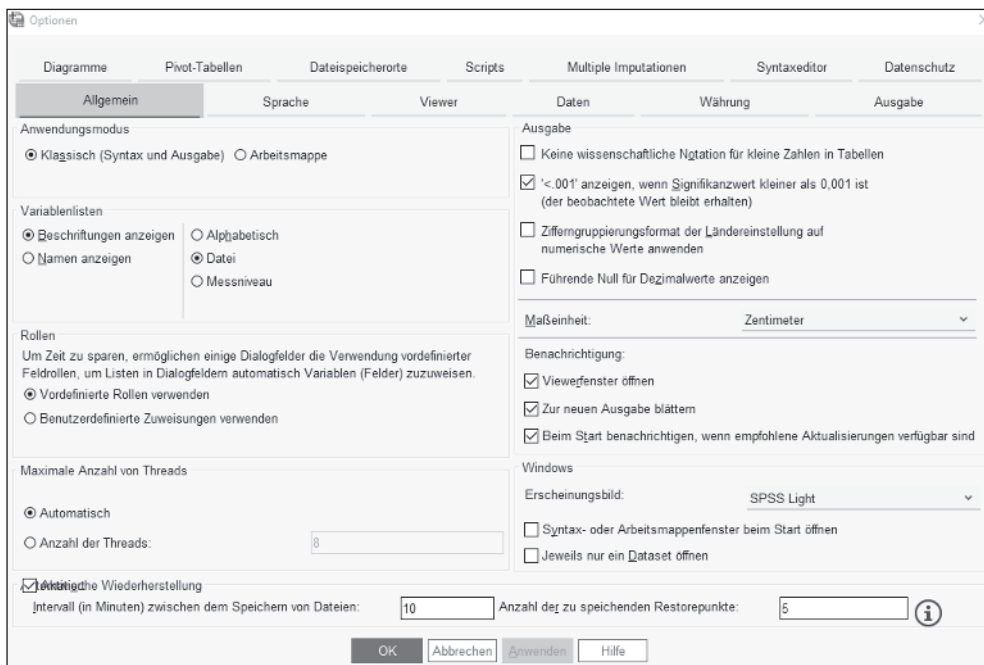 Optionen
Diagramme Pivot-Tabellen Dateispeicherorte Scripts Multiple Imputationen Syntaxeditor Datenschutz
Allgemein Sprache Viewer Daten Währung Ausgabe
Anwendungsmodus
Klassisch (Syntax und Ausgabe) Arbeitsmappe
Variablenlisten
Beschriftungen anzeigen
Namen anzeigen
Alphabetisch
Datei
Messniveau
Rollen
Um Zeit zu sparen, ermöglichen einige Dialogfelder die Verwendung vordefinierter
Feldrollen, um Listen in Dialogfeldern automatisch Variablen (Felder) zuzuweisen.
Vordefinierte Rollen verwenden
Benutzerdefinierte Zuweisungen verwenden
Maximale Anzahl von Threads
Automatisch
Anzahl der Threads: 8
Ausgabe
Keine wissenschaftliche Notation für kleine Zahlen in Tabellen
'<.001' anzeigen, wenn Signifikanzwert kleiner als 0,001 ist
(der beobachtete Wert bleibt erhalten)
Zifferngruppierungsformat der Ländereinstellung auf
numerische Werte anwenden
Führende Null für Dezimalwerte anzeigen
Maßeinheit: Zentimeter
Benachrichtigung:
Viewerfenster öffnen
Zur neuen Ausgabe blättern
Beim Start benachrichtigen, wenn empfohlene Aktualisierungen verfügbar sind
Windows
Erscheinungsbild: SPSS Light
Syntax- oder Arbeitsmappenfenster beim Start öffnen
Jeweils nur ein Dataset öffnen
Wiederherstellung
Intervall (in Minuten) zwischen dem Speichern von Dateien: 10 Anzahl der zu speichenden Restorepunkte: 5
OK Abbrechen Anwenden Hilfe